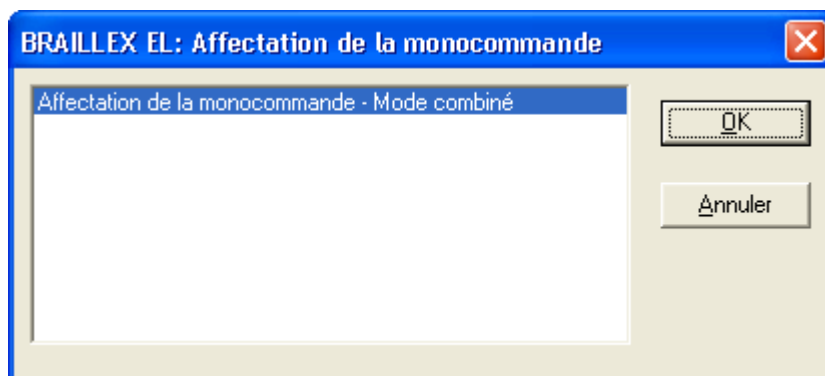 BRAILLEX EL: Affectation de la monocommande
Affectation de la monocommande - Mode combiné
OK
Annuler